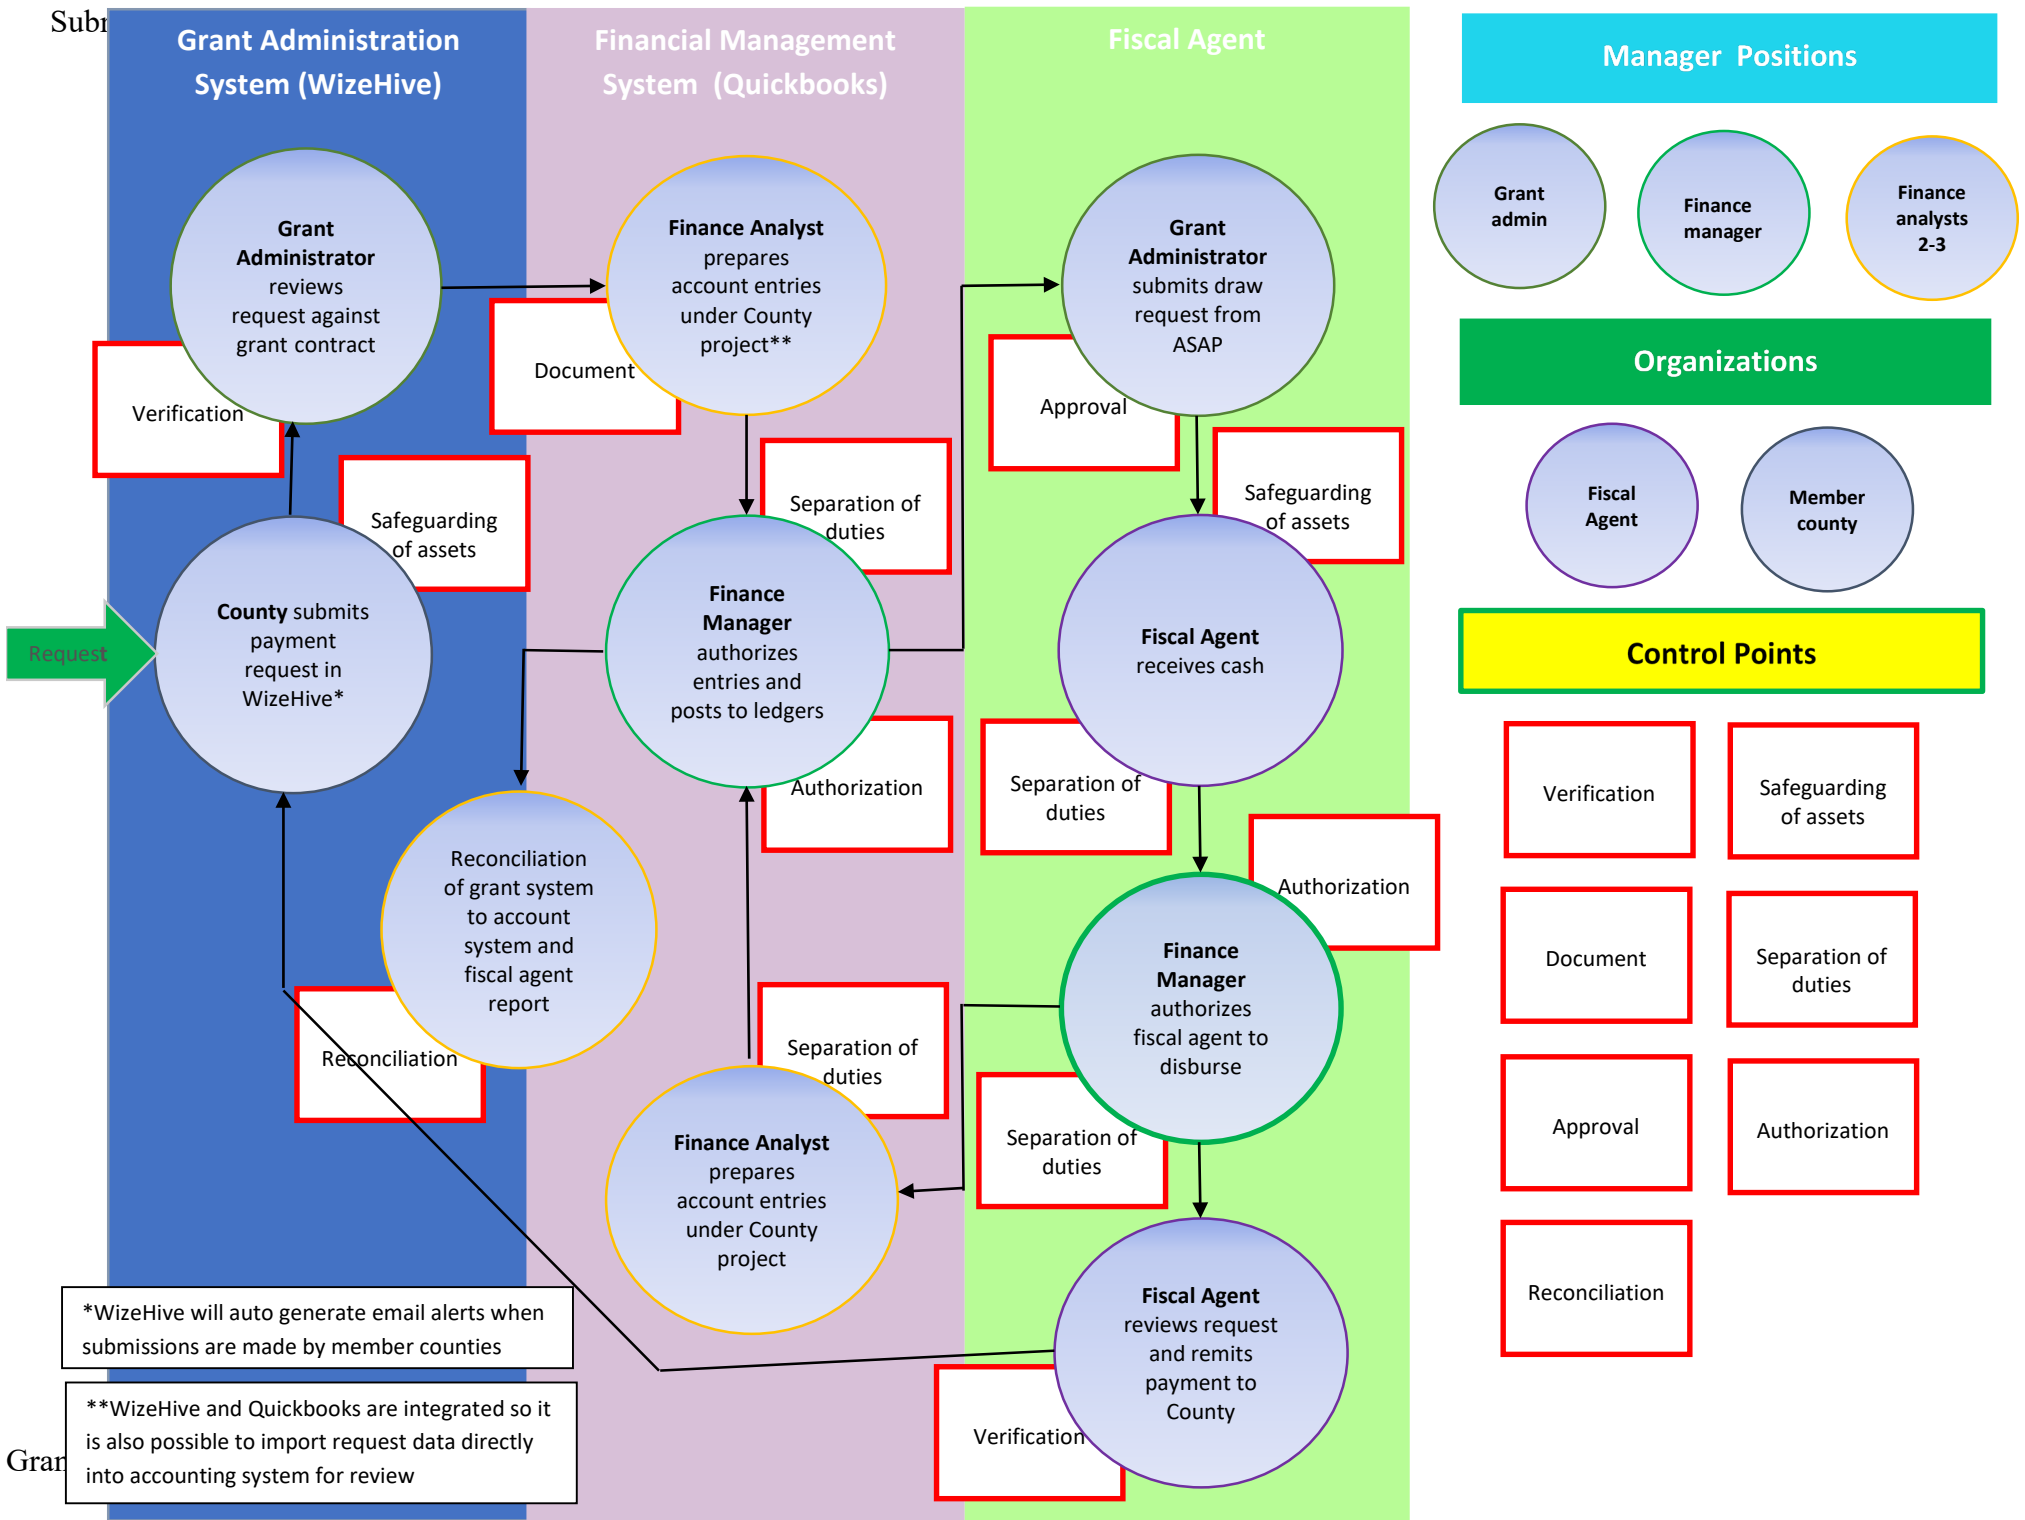 Subr
Grant Administration
System (WizeHive)
Financial Management
System (Quickbooks)
Fiscal Agent
Manager Positions
Grant
admin
Finance
manager
Finance
analysts
2-3
Organizations
Fiscal
Agent
Member
county
Control Points
Verification
Safeguarding
of assets
Document
Separation of
duties
Approval
Authorization
Reconciliation
Request
County submits
payment
request in
WizeHive*
Safeguarding
of assets
Grant
Administrator
reviews
request against
grant contract
Verification
Document
Finance Analyst
prepares
account entries
under County
project**
Separation of
duties
Finance
Manager
authorizes
entries and
posts to ledgers
Authorization
Grant
Administrator
submits draw
request from
ASAP
Approval
Safeguarding
of assets
Fiscal Agent
receives cash
Separation of
duties
Authorization
Finance
Manager
authorizes
fiscal agent to
disburse
Separation of
duties
Fiscal Agent
reviews request
and remits
payment to
County
Verification
Finance Analyst
prepares
account entries
under County
project
Separation of
duties
Reconciliation
of grant system
to account
system and
fiscal agent
report
Reconciliation
*WizeHive will auto generate email alerts when
submissions are made by member counties
**WizeHive and Quickbooks are integrated so it
is also possible to import request data directly
into accounting system for review
Gran